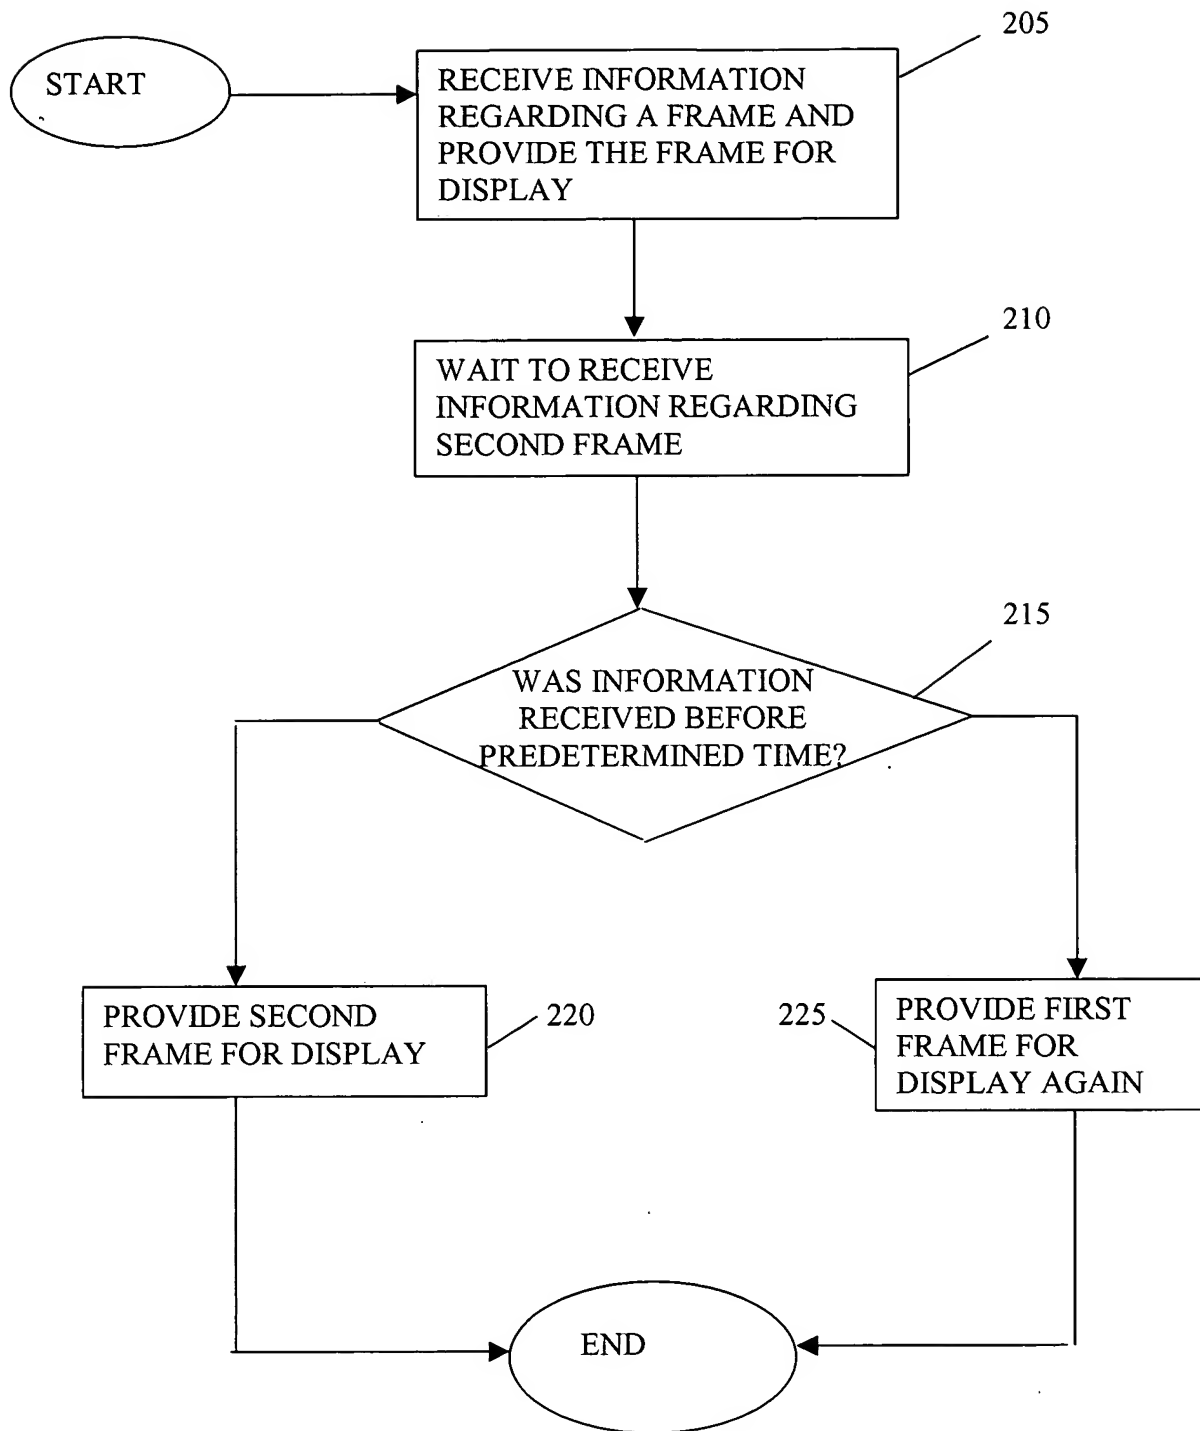 205
START
RECEIVE INFORMATION
REGARDING A FRAME AND
PROVIDE THE FRAME FOR
DISPLAY
210
WAIT TO RECEIVE
INFORMATION REGARDING
SECOND FRAME
215
WAS INFORMATION
RECEIVED BEFORE
PREDETERMINED TIME?
PROVIDE SECOND
FRAME FOR DISPLAY
220
225
PROVIDE FIRST
FRAME FOR
DISPLAY AGAIN
END